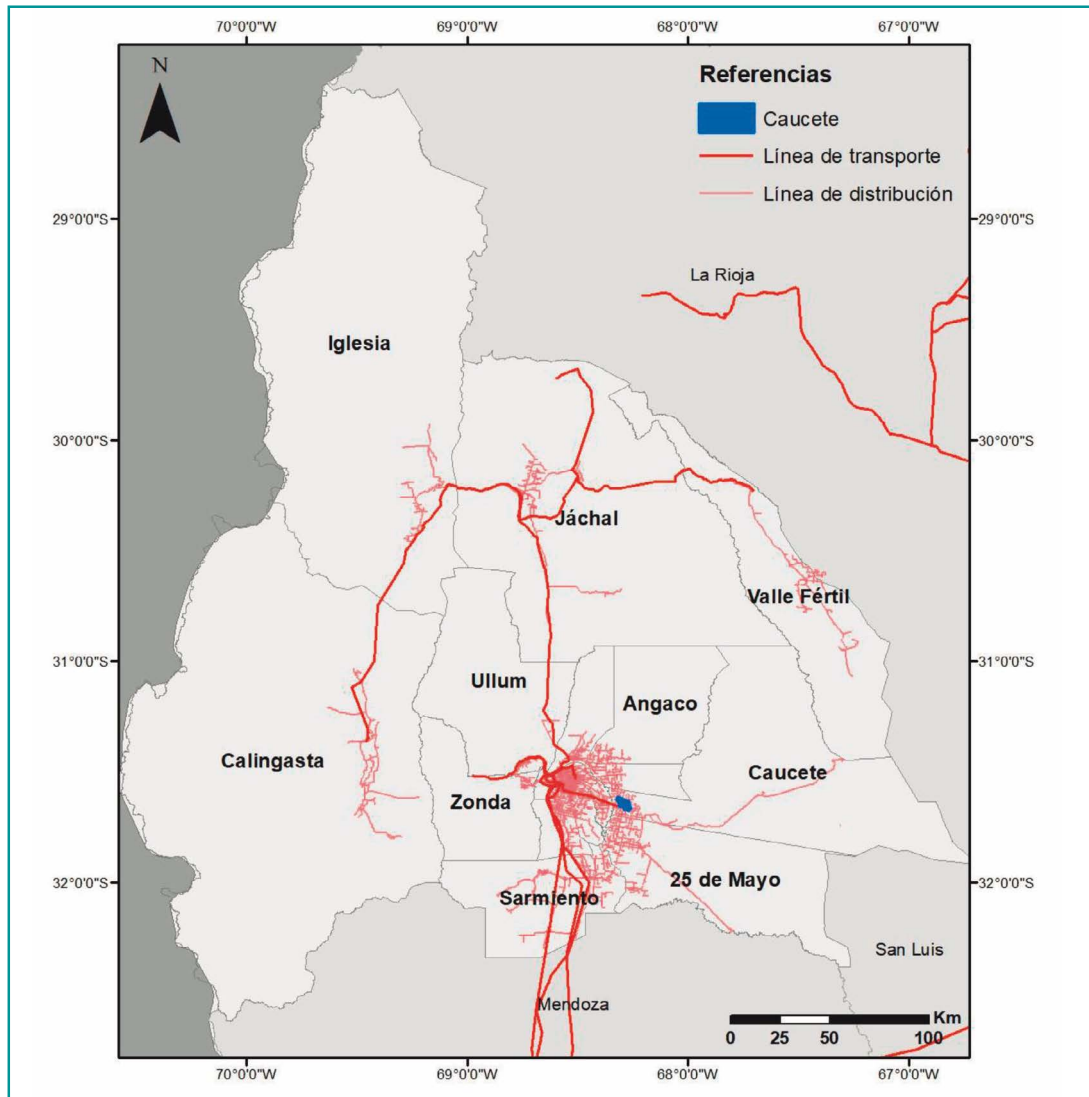 70°0'0"W 69°0'0"W 68°0'0"W 67°0'0"W
N
Referencias
Caucete
Línea de transporte
Línea de distribución
29°0'0"S 29°0'0"S
La Rioja
Iglesia
30°0'0"S 30°0'0"S
Jáchal
Valle Fértil
31°0'0"S 31°0'0"S
Ullum
Angaco
Calingasta
Caucete
Zonda
32°0'0"S 32°0'0"S
25 de Mayo
Sarmiento
San Luis
Mendoza
Km
0 25 50 100
70°0'0"W 69°0'0"W 68°0'0"W 67°0'0"W